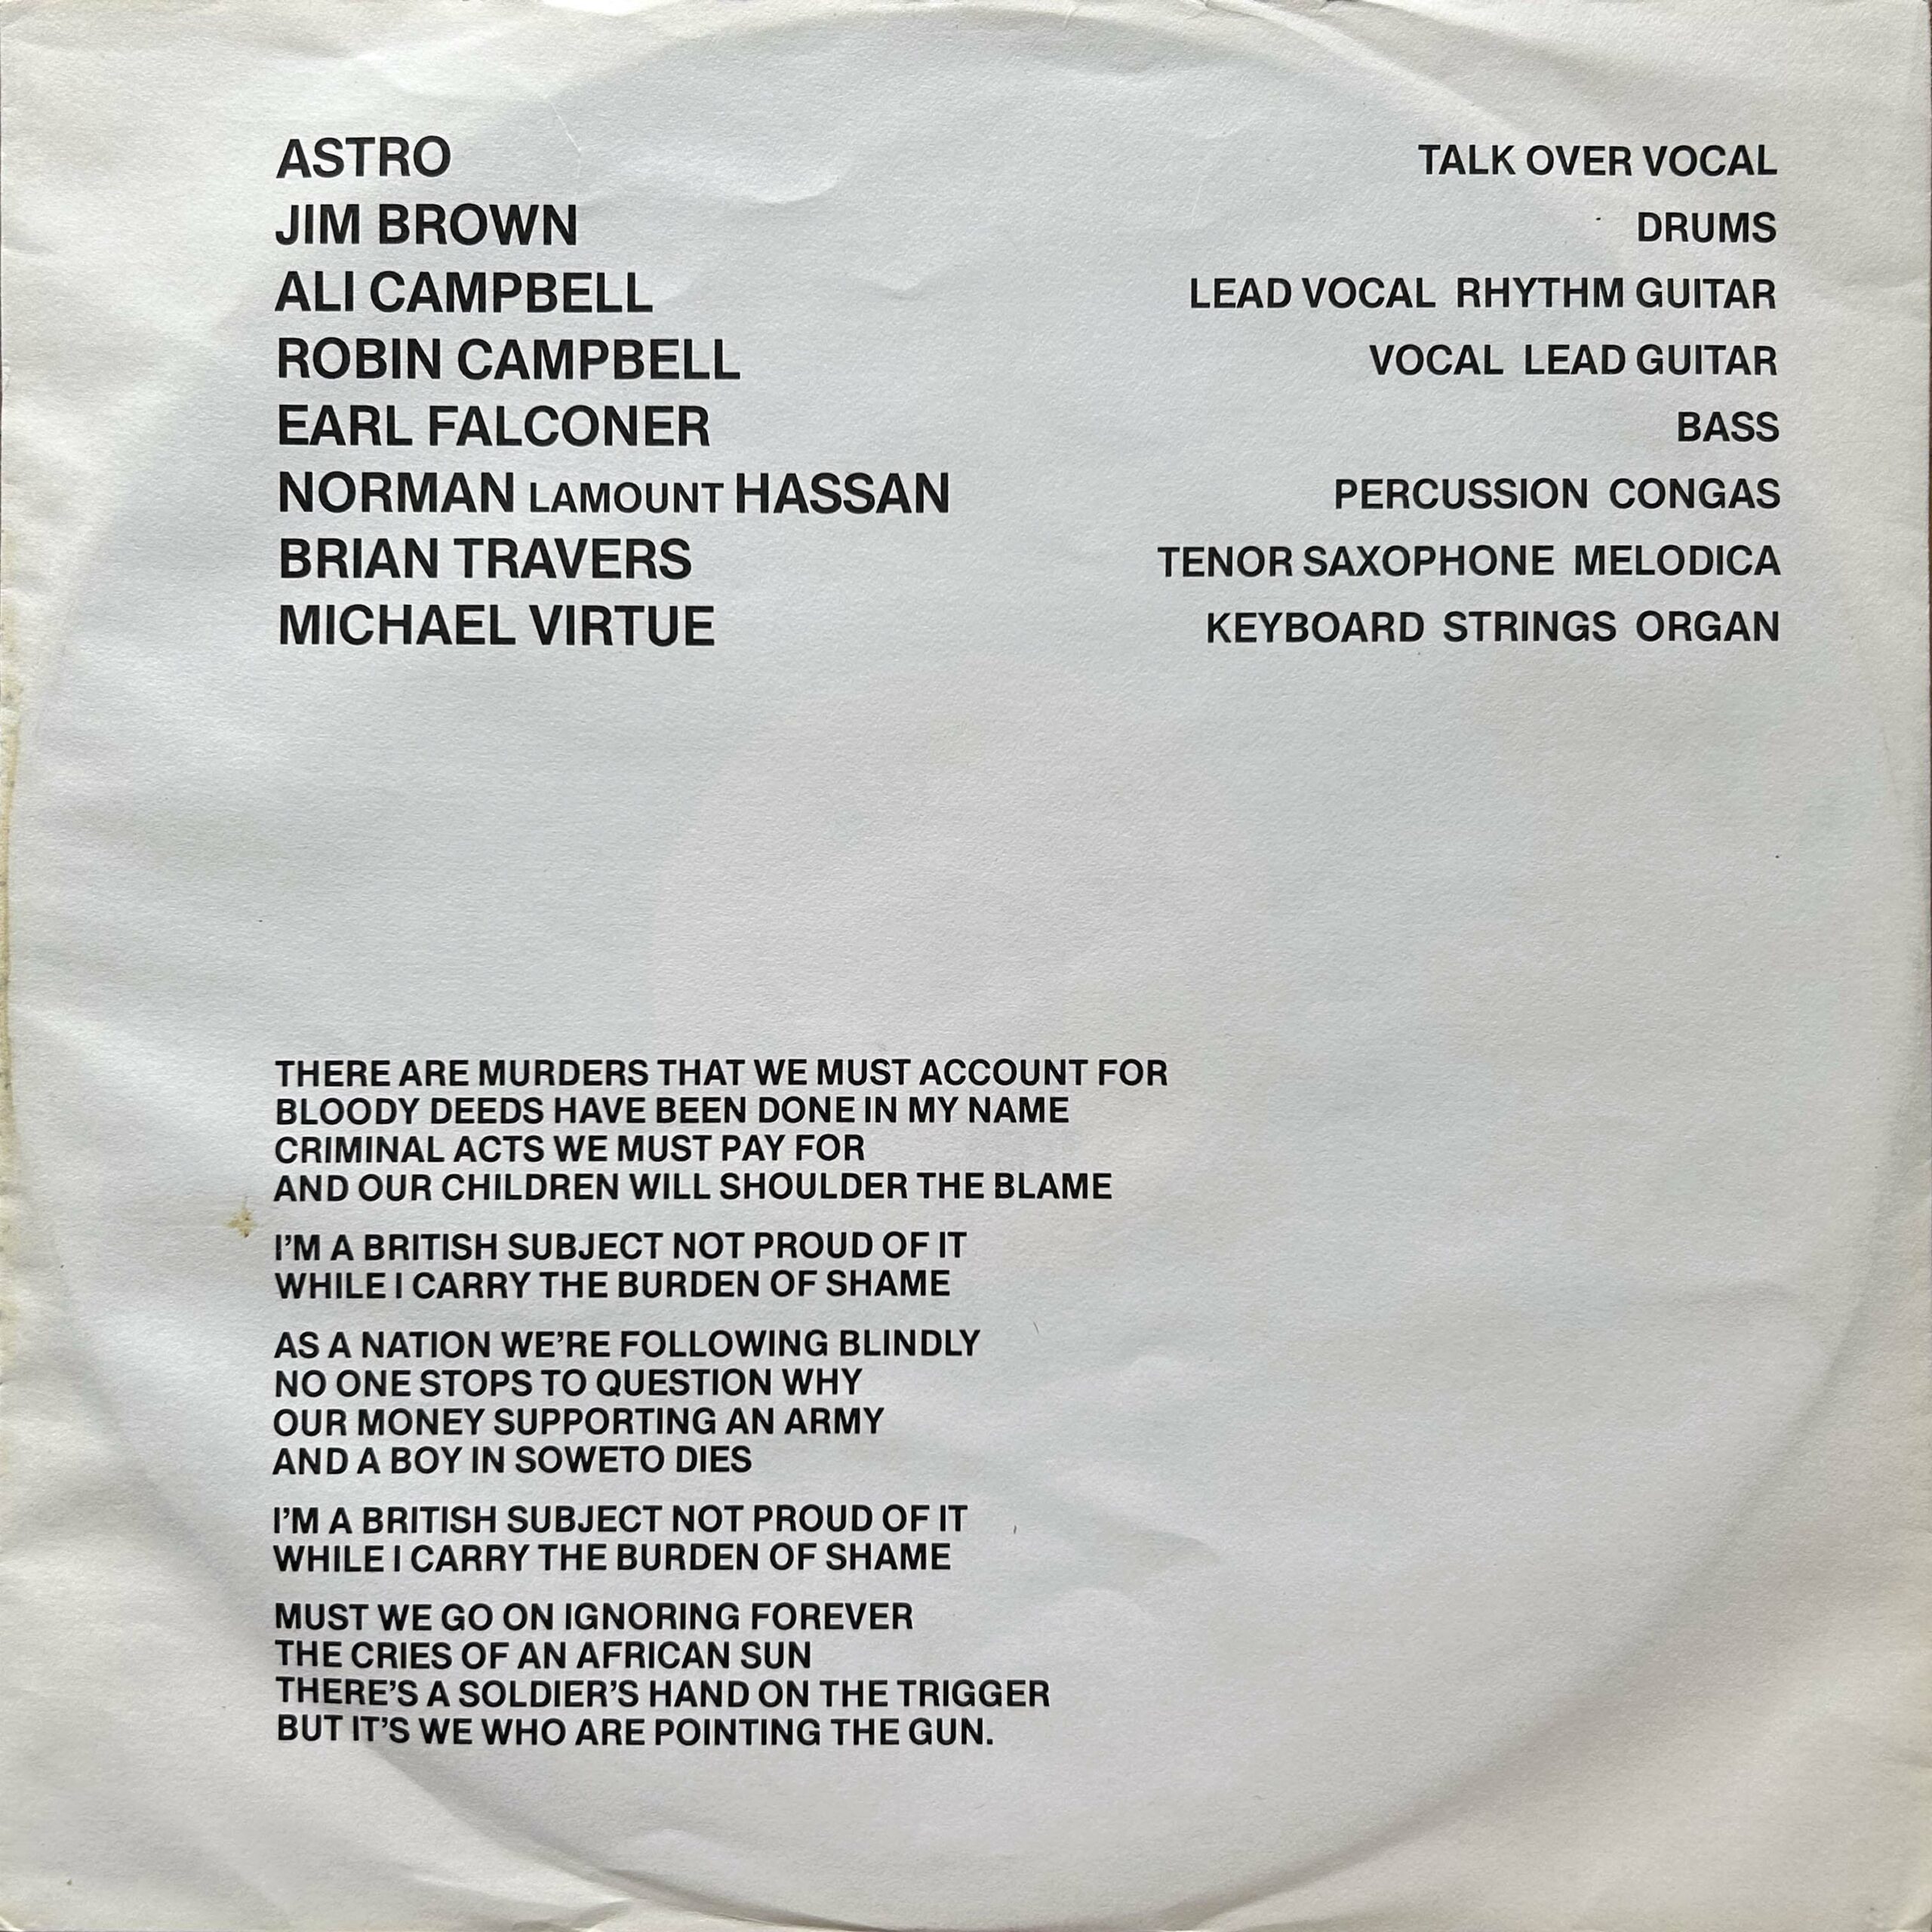 ASTRO TALK OVER VOCAL
JIM BROWN DRUMS
ALI CAMPBELL LEAD VOCAL RHYTHM GUITAR
ROBIN CAMPBELL VOCAL LEAD GUITAR
EARL FALCONER BASS
NORMAN LAMOUNT HASSAN PERCUSSION CONGAS
BRIAN TRAVERS TENOR SAXOPHONE MELODICA
MICHAEL VIRTUE KEYBOARD STRINGS ORGAN
THERE ARE MURDERS THAT WE MUST ACCOUNT FOR
BLOODY DEEDS HAVE BEEN DONE IN MY NAME
CRIMINAL ACTS WE MUST PAY FOR
AND OUR CHILDREN WILL SHOULDER THE BLAME
I'M A BRITISH SUBJECT NOT PROUD OF IT
WHILE I CARRY THE BURDEN OF SHAME
AS A NATION WE'RE FOLLOWING BLINDLY
NO ONE STOPS TO QUESTION WHY
OUR MONEY SUPPORTING AN ARMY
AND A BOY IN SOWETO DIES
I'M A BRITISH SUBJECT NOT PROUD OF IT
WHILE I CARRY THE BURDEN OF SHAME
MUST WE GO ON IGNORING FOREVER
THE CRIES OF AN AFRICAN SUN
THERE'S A SOLDIER'S HAND ON THE TRIGGER
BUT IT'S WE WHO ARE POINTING THE GUN.